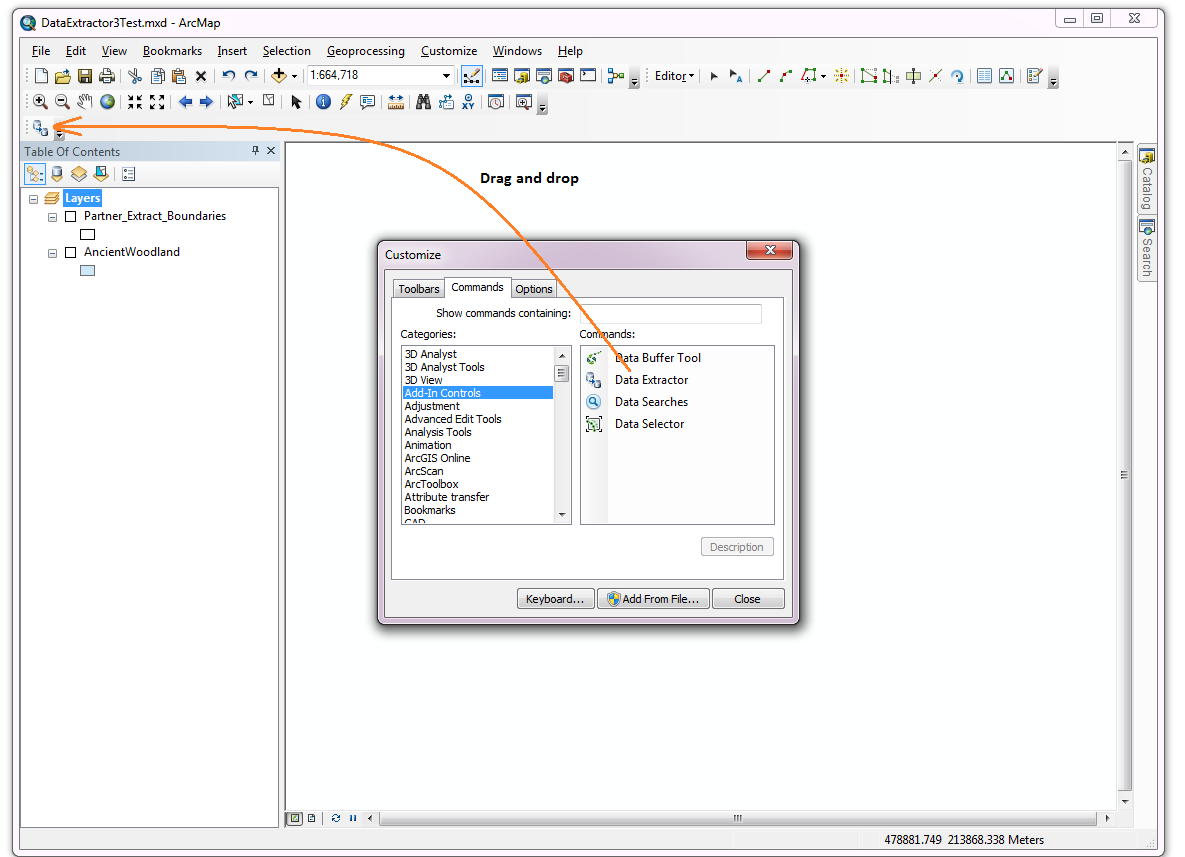 DataExtractor3Test.mxd - ArcMap
File Edit View Bookmarks Insert Selection Geoprocessing Customize Windows Help
1:664,718 Editor
Table Of Contents
Layers
Partner_Extract_Boundaries
AncientWoodland
Drag and drop
Customize
Toolbars Commands Options
Show commands containing:
Categories: Commands:
3D Analyst
3D Analyst Tools
3D View
Add-In Controls
Adjustment
Advanced Edit Tools
Analysis Tools
Animation
ArcGIS Online
ArcScan
ArcToolbox
Attribute transfer
Bookmarks
CAD
Data Buffer Tool
Data Extractor
Data Searches
Data Selector
Description
Keyboard... Add From File... Close
Catalog
Search
478881.749 213868.338 Meters